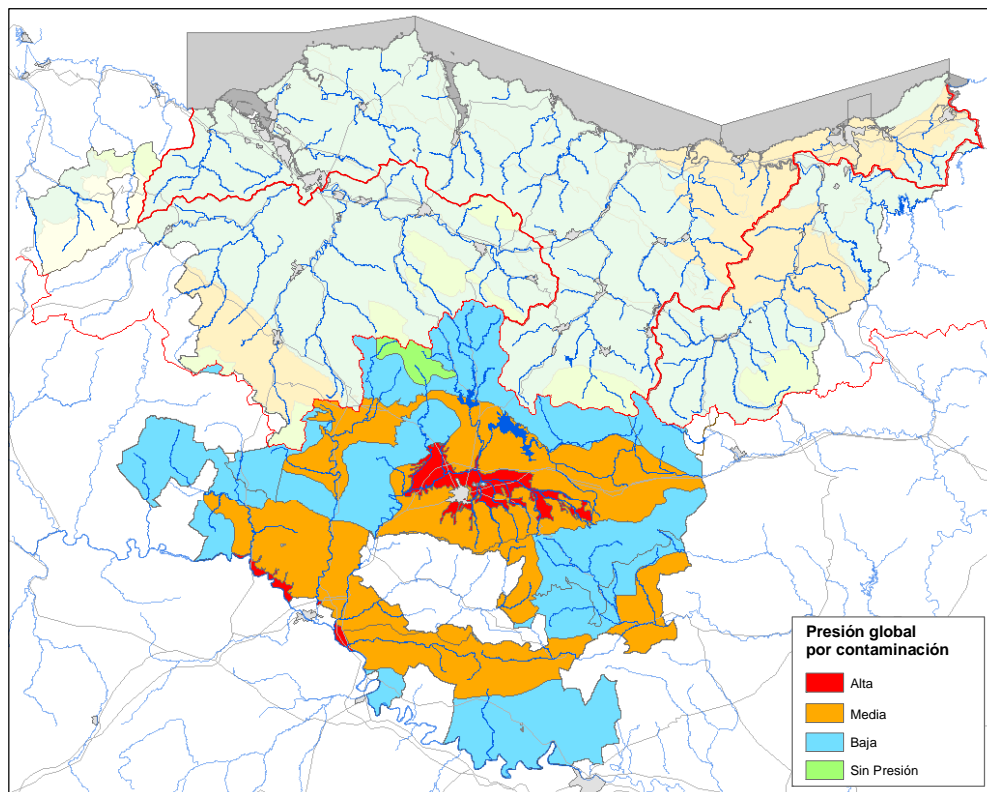 Presión global
por contaminación
Alta
Media
Baja
Sin Presión